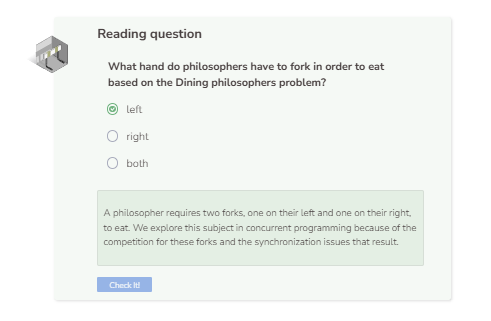 Reading question
What hand do philosophers have to fork in order to eat
based on the Dining philosophers problem?
left
right
both
A philosopher requires two forks, one on their left and one on their right,
to eat. We explore this subject in concurrent programming because of the
competition for these forks and the synchronization issues that result.
Check It!